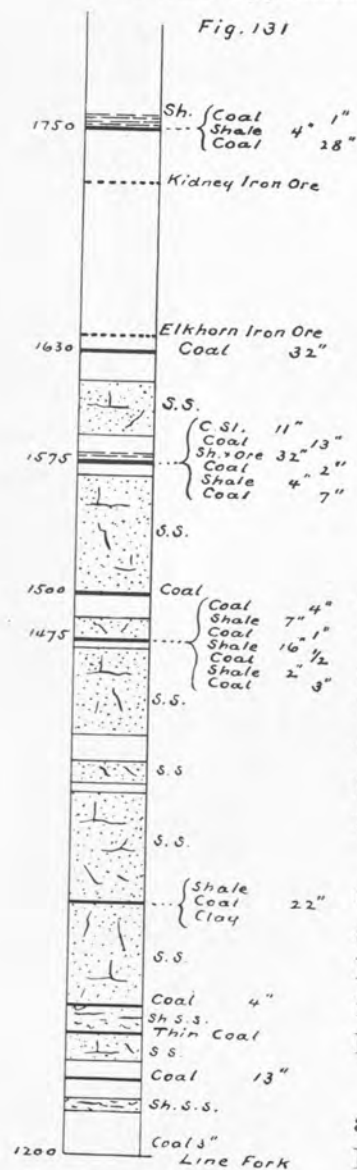 Fig. 131
Sh.
Coal 1"
1750
Shale 4"
Coal 28"
Kidney Iron Ore
Elkhorn Iron Ore
1630
Coal 32"
S.S.
C.Sl. 11"
Coal 13"
1575
Sh.&Ore 32"
Coal 2"
Shale 4"
Coal 7"
S.S.
1500
Coal
Coal 4"
Shale 7"
Coal 1"
1475
Shale 16"
Coal 1/2
Shale 2"
Coal 3"
S.S.
S.S
S.S.
Shale
Coal 22"
Clay
S.S.
Coal 4"
Sh S.S.
Thin Coal
S S.
Coal 13"
Sh.S.S.
Coal 5"
1200
Line Fork